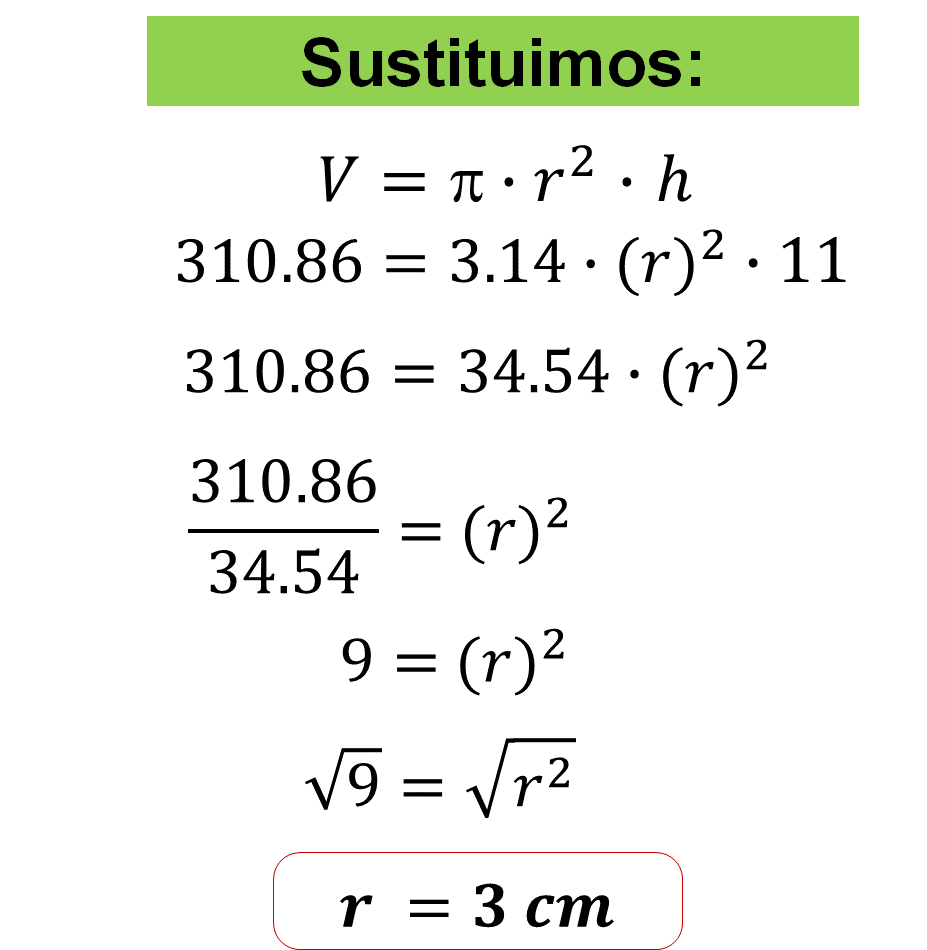 Sustituimos:
V = π · r² · h
310.86 = 3.14 · (r)² · 11
310.86 = 34.54 · (r)²
310.86
34.54
= (r)²
9 = (r)²
√9 = √r²
r = 3 cm